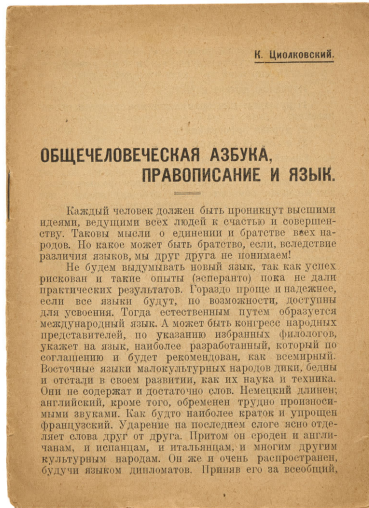 К. Циолковский.
ОБЩЕЧЕЛОВЕЧЕСКАЯ АЗБУКА,
ПРАВОПИСАНИЕ И ЯЗЫК.
Каждый человек должен быть проникнут высшими
идеями, ведущими всех людей к счастью и совершен-
ству. Таковы мысли о единении и братстве всех на-
родов. Но какое может быть братство, если, вследствие
различия языков, мы друг друга не понимаем!
Не будем выдумывать новый язык, так как успех
рискован и такие опыты (эсперанто) пока не дали
практических результатов. Гораздо проще и надежнее,
если все языки будут, по возможности, доступны
для усвоения. Тогда естественным путем образуется
международный язык. А может быть конгресс народных
представителей, по указанию избранных филологов,
укажет на язык, наиболее разработанный, который по
соглашению и будет рекомендован, как всемирный.
Восточные языки малокультурных народов дики, бедны
и отстали в своем развитии, как их наука и техника.
Они не содержат и достаточно слов. Немецкий длинен;
английский, кроме того, обременен трудно произноси-
мыми звуками. Как будто наиболее краток и упрощен
французский. Ударение на последнем слоге ясно отде-
ляет слова друг от друга. Притом он сроден и англи-
чанам, и испанцам, и итальянцам, и многим другим
культурным народам. Он же и очень распространен,
будучи языком дипломатов. Приняв его за всеобщий,